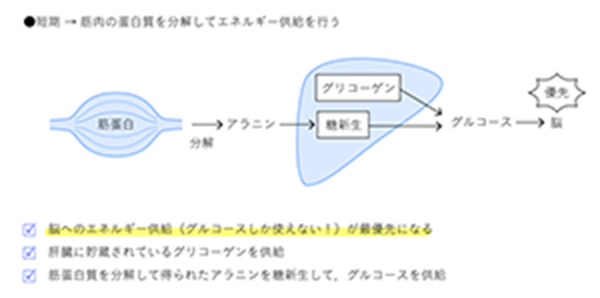 ●短期 → 筋肉の蛋白質を分解してエネルギー供給を行う
グリコーゲン
優先
筋蛋白 → アラニン → 糖新生 → グルコース → 脳
分解
脳へのエネルギー供給（グルコースしか使えない！）が最優先になる
肝臓に貯蔵されているグリコーゲンを供給
筋蛋白質を分解して得られたアラニンを糖新生して，グルコースを供給